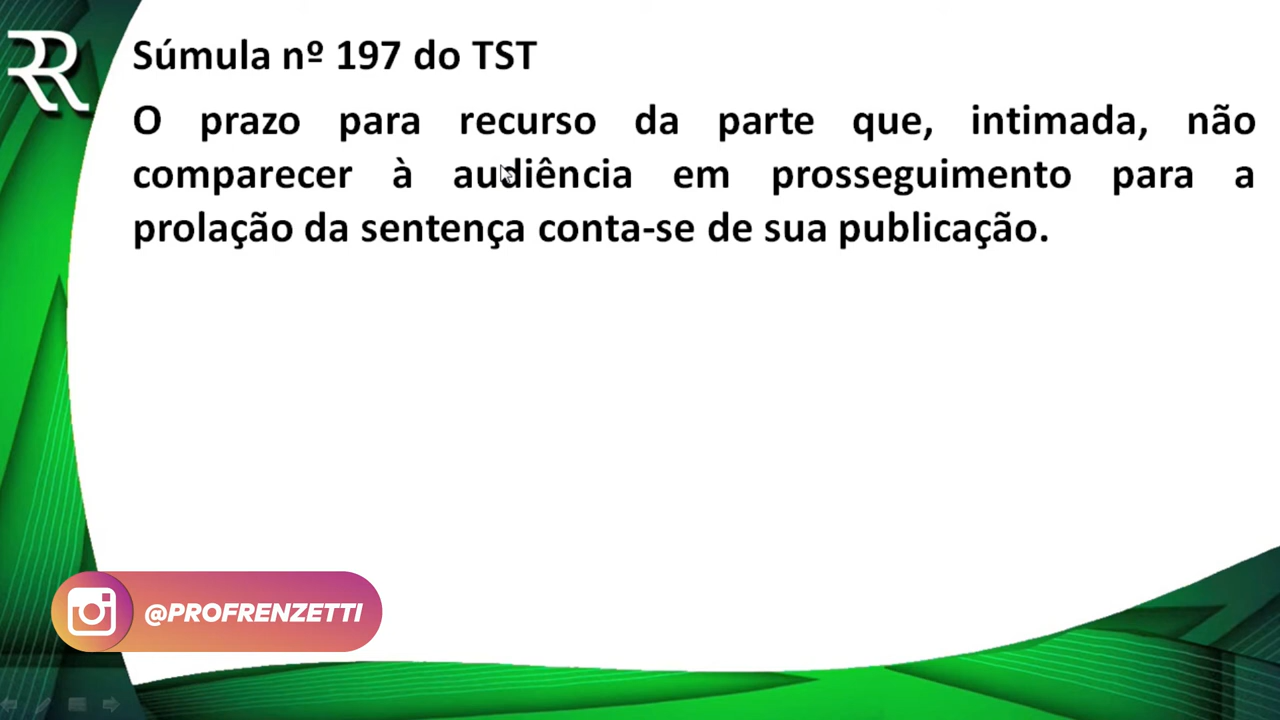 Súmula nº 197 do TST
O prazo para recurso da parte que, intimada, não
comparecer à audiência em prosseguimento para a
prolação da sentença conta-se de sua publicação.
@PROFRENZETTI